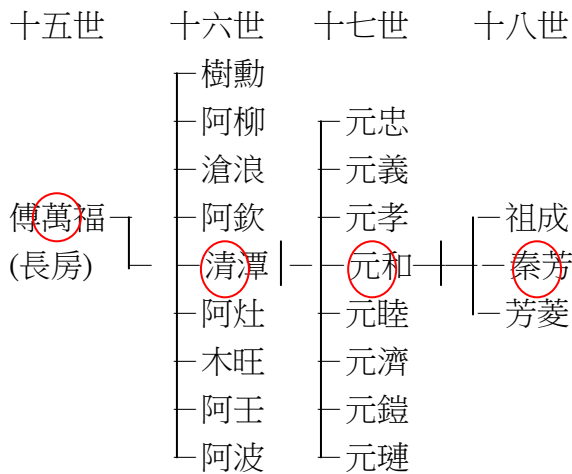 十五世 十六世 十七世 十八世
樹勳
阿柳 元忠
滄浪 元義
傅萬福 阿欽 元孝 祖成
(長房) 清潭 元和 秦芳
阿灶 元睦 芳菱
木旺 元濟
阿壬 元鎧
阿波 元璉